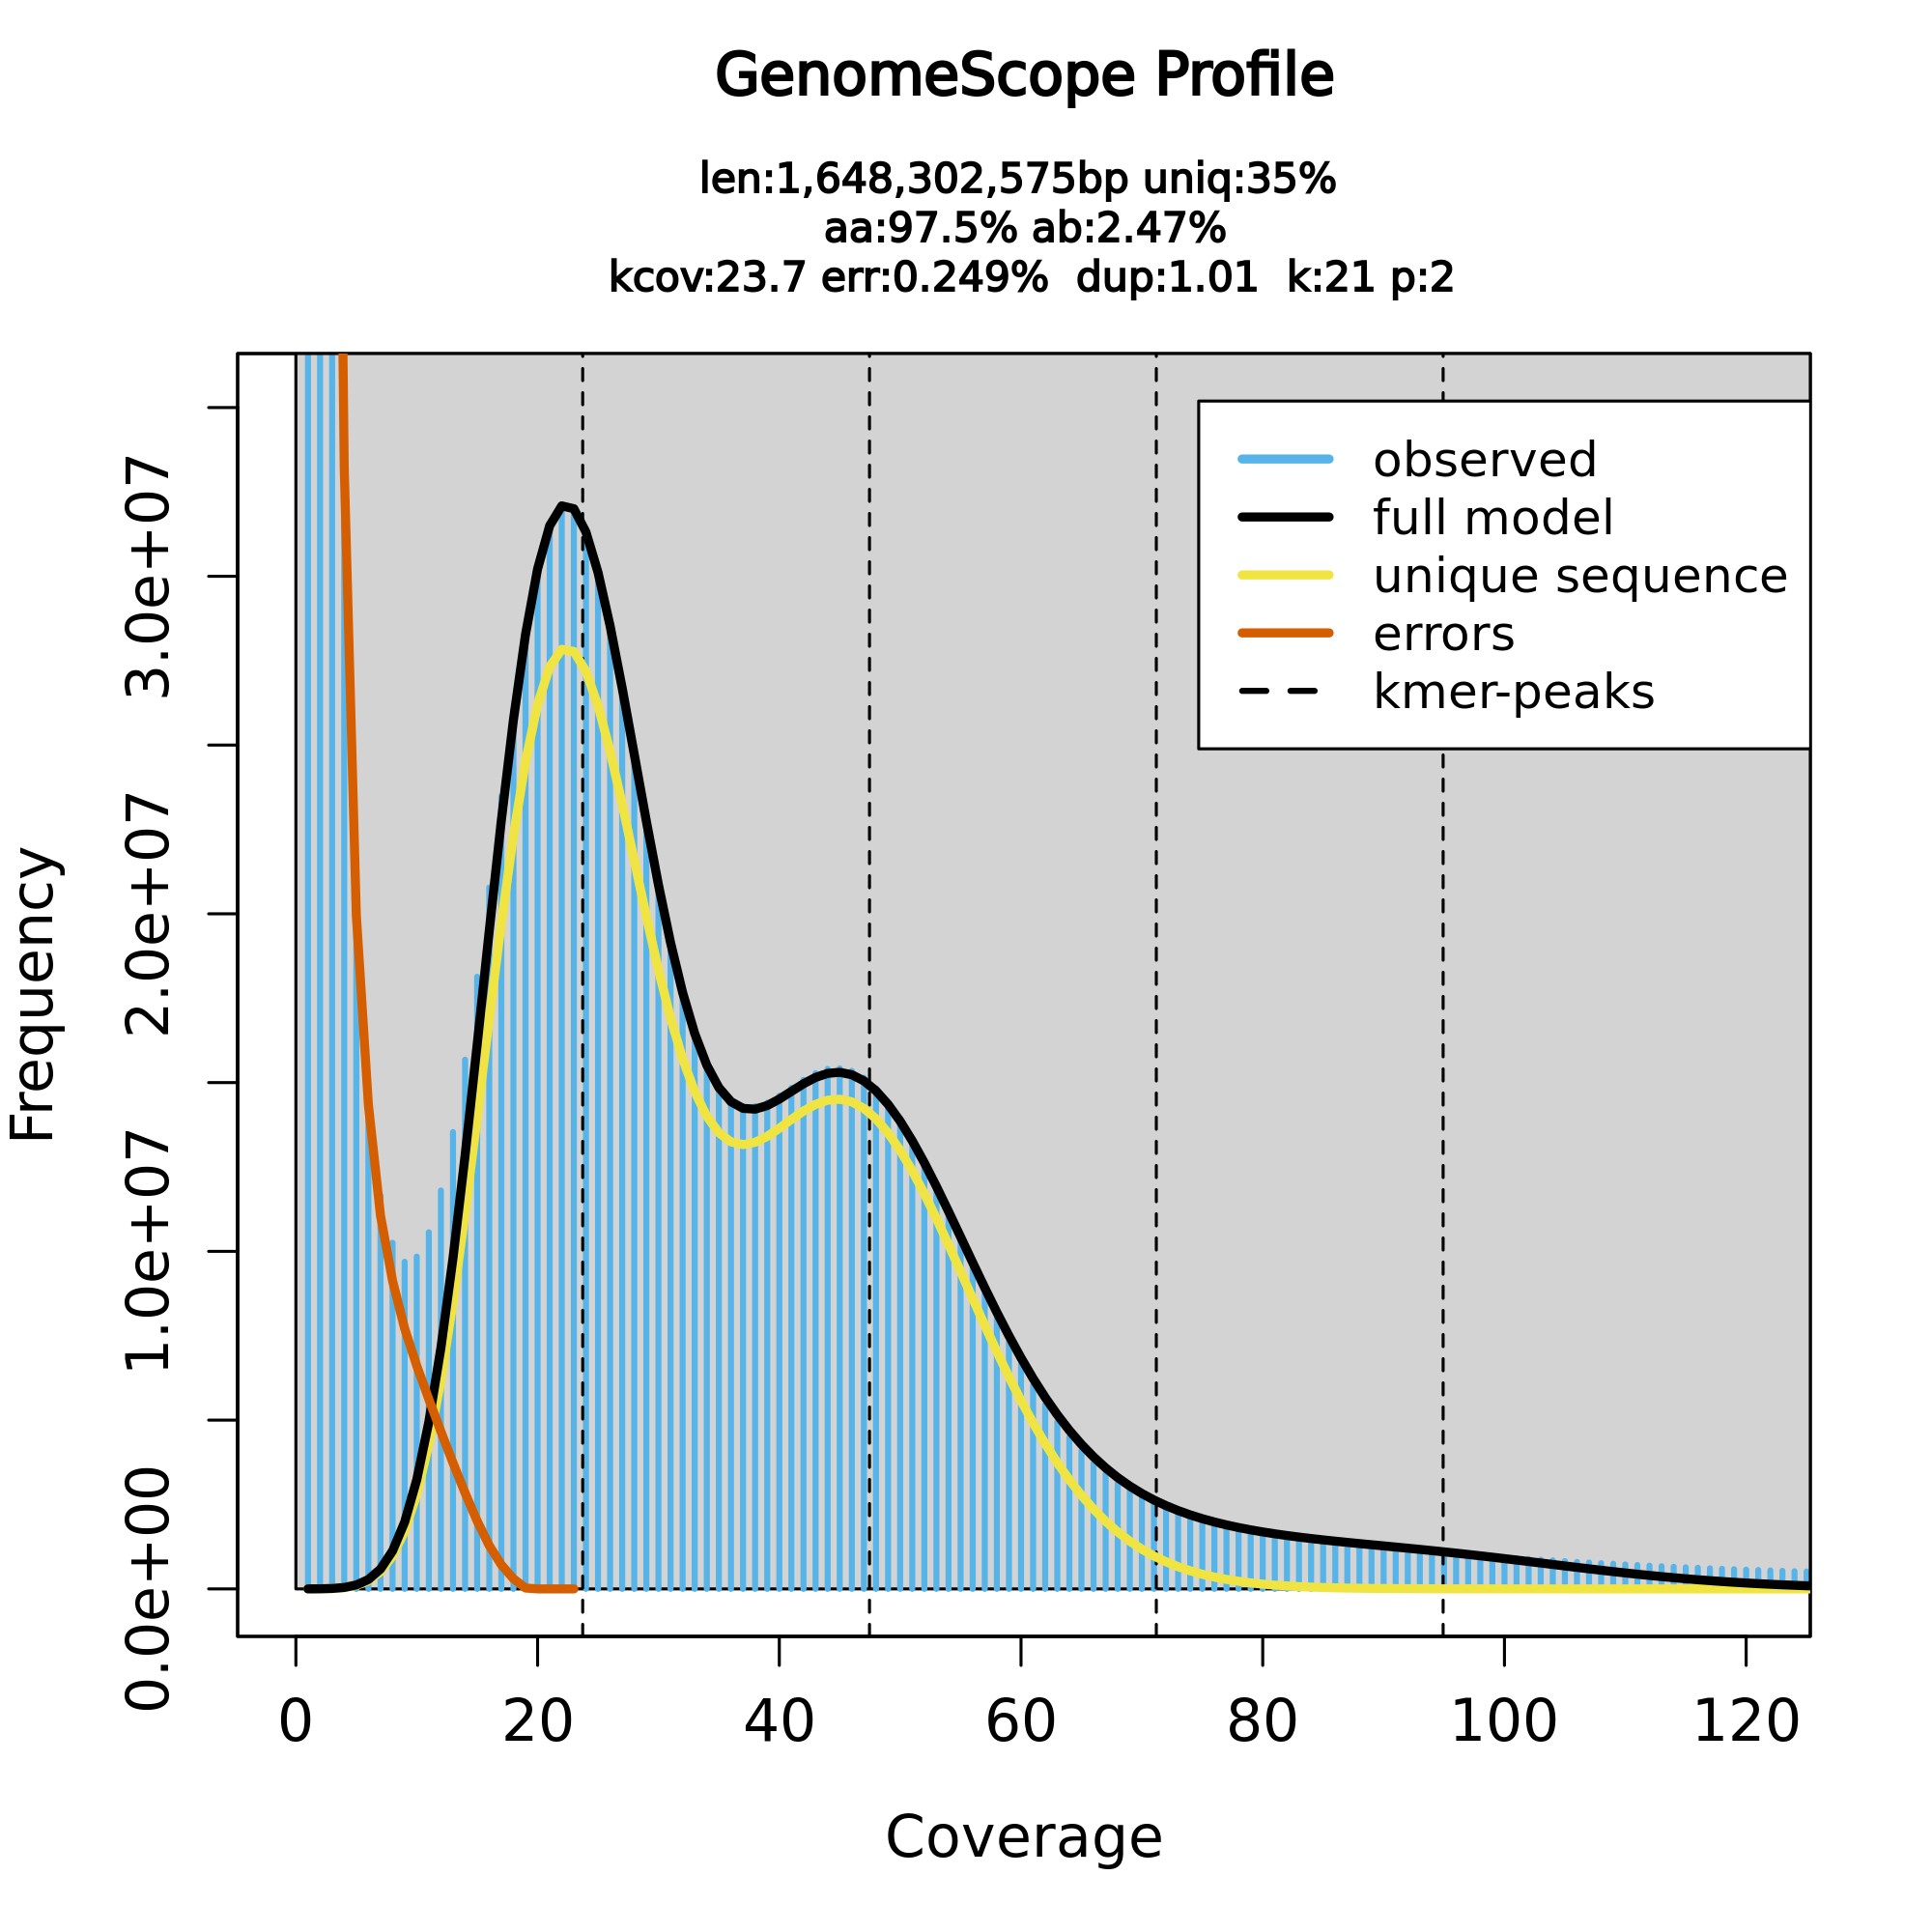 GenomeScope Profile
len:1,648,302,575bp uniq:35%
aa:97.5% ab:2.47%
kcov:23.7 err:0.249% dup:1.01 k:21 p:2
observed
full model
unique sequence
errors
kmer-peaks
Frequency
3.0e+07
2.0e+07
1.0e+07
0.0e+00
0 20 40 60 80 100 120
Coverage